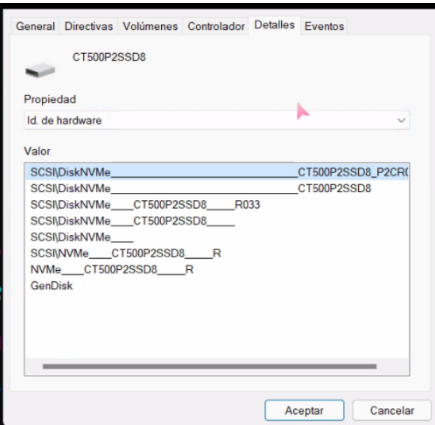 General Directivas Volúmenes Controlador Detalles Eventos
CT500P2SSD8
Propiedad
Id. de hardware
Valor
SCSI\DiskNVMe____________________________CT500P2SSD8_P2CR(
SCSI\DiskNVMe____________________________CT500P2SSD8
SCSI\DiskNVMe____CT500P2SSD8_____R033
SCSI\DiskNVMe____CT500P2SSD8_____
SCSI\DiskNVMe____
SCSI\NVMe____CT500P2SSD8_____R
NVMe____CT500P2SSD8_____R
GenDisk
Aceptar Cancelar